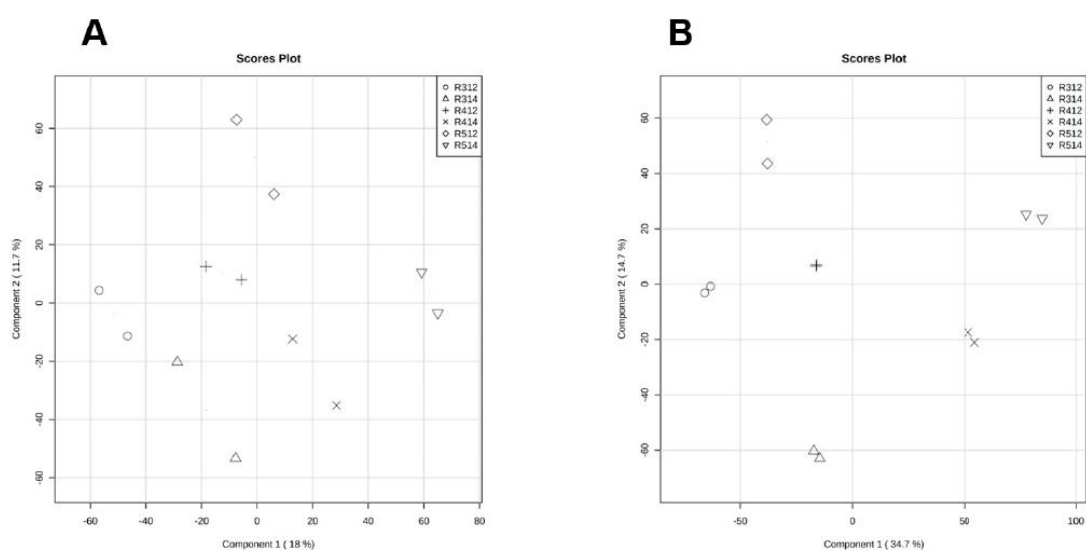 A
Scores Plot
R312
R314
R412
R414
R512
R514
Component 2 ( 11.7 %)
60
40
20
0
-20
-40
-60
-60
-40
-20
0
20
40
60
80
Component 1 ( 18 %)
B
Scores Plot
R312
R314
R412
R414
R512
R514
Component 2 ( 14.7 %)
60
40
20
0
-20
-40
-60
-50
0
50
100
Component 1 ( 34.7 %)